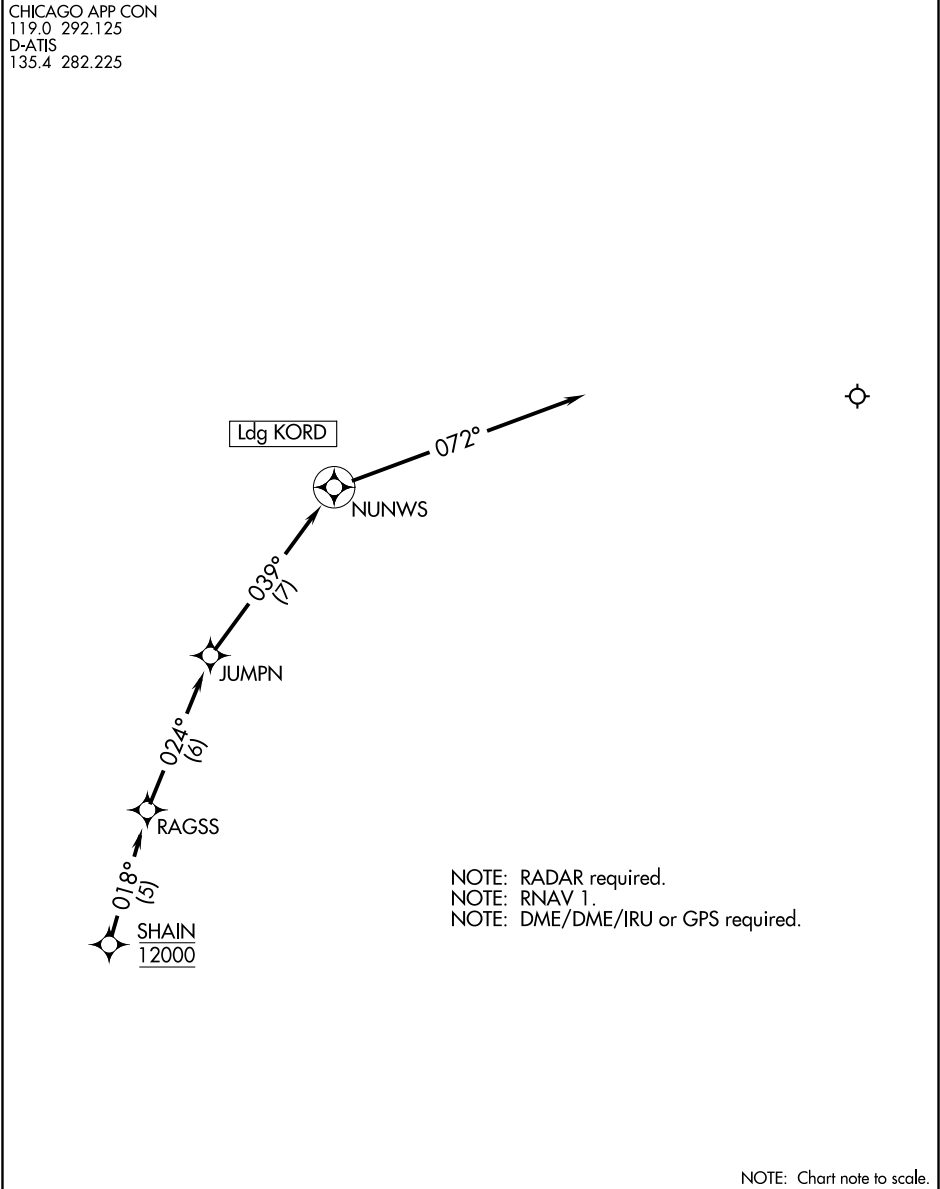 CHICAGO APP CON
119.0 292.125
D-ATIS
135.4 282.225
Ldg KORD
072°
NUNWS
039°
(7)
JUMPN
024°
(6)
RAGSS
018°
(5)
SHAIN
12000
NOTE: RADAR required.
NOTE: RNAV 1.
NOTE: DME/DME/IRU or GPS required.
NOTE: Chart note to scale.